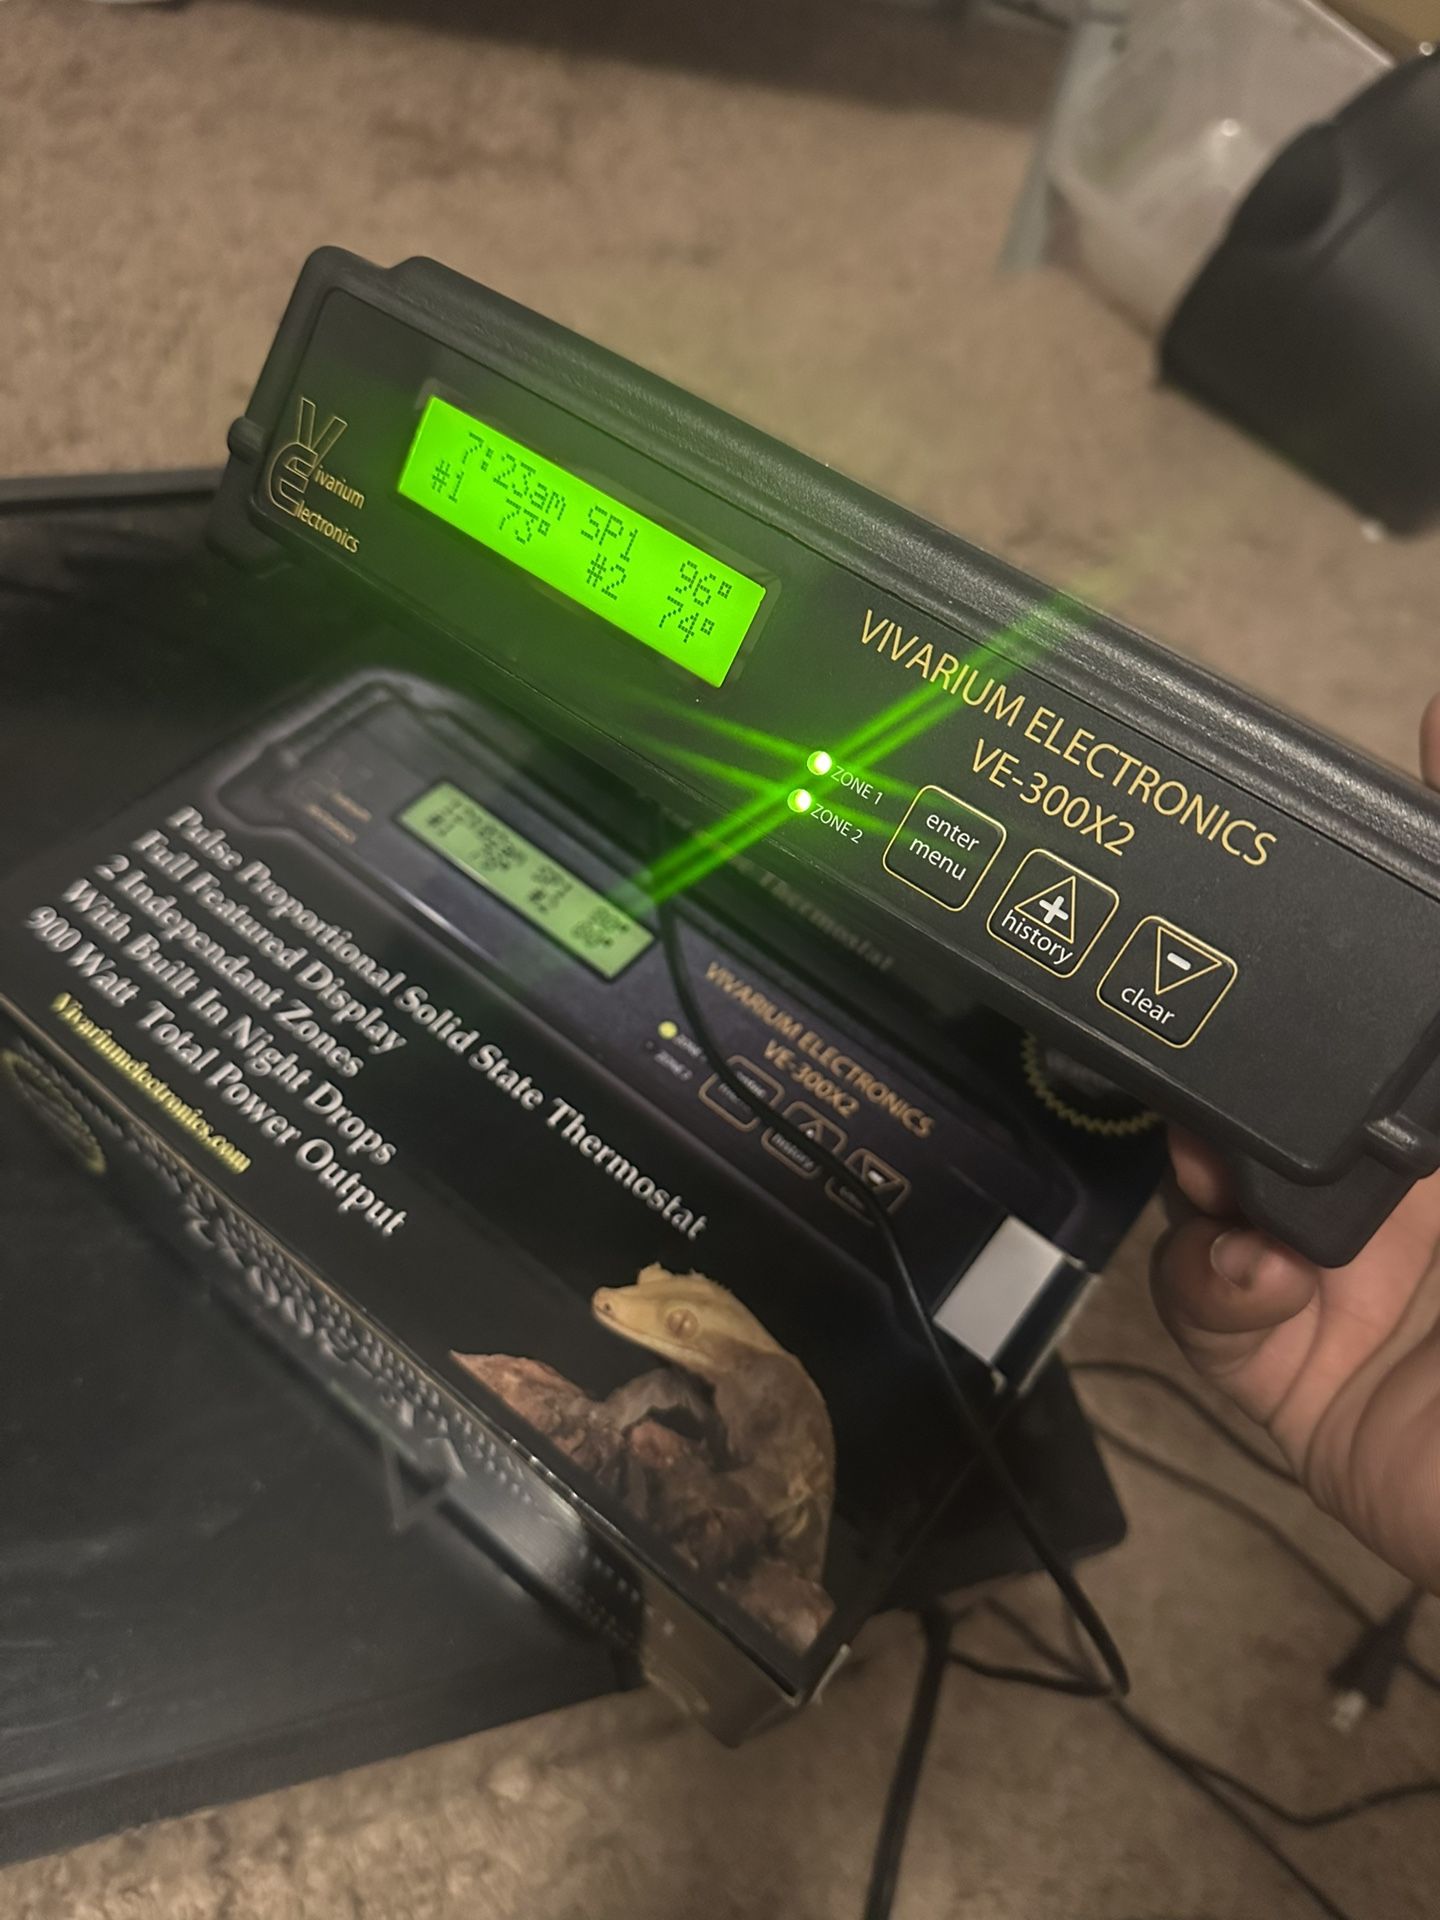 Vivarium
Electronics
7:23am SP1 96°
#1 73° #2 74°
VIVARIUM ELECTRONICS
VE-300X2
ZONE 1
ZONE 2
enter
menu
+
history
-
clear
Pulse Proportional Solid State Thermostat
Full Featured Display
2 Independant Zones
With Built In Night Drops
900 Watt Total Power Output
Vivariumelectronics.com
VIVARIUM ELECTRONICS
VE-300X2
history